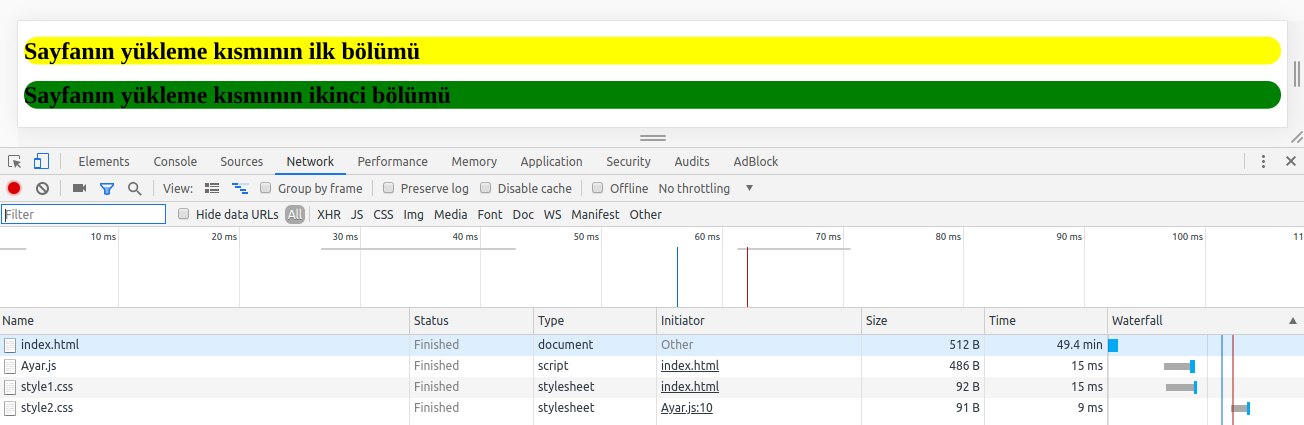 Sayfanın yükleme kısmının ilk bölümü
Sayfanın yükleme kısmının ikinci bölümü
Elements Console Sources Network Performance Memory Application Security Audits AdBlock
View: Group by frame Preserve log Disable cache Offline No throttling
Filter Hide data URLs All XHR JS CSS Img Media Font Doc WS Manifest Other
10 ms 20 ms 30 ms 40 ms 50 ms 60 ms 70 ms 80 ms 90 ms 100 ms 11
Name Status Type Initiator Size Time Waterfall
index.html Finished document Other 512 B 49.4 min
Ayar.js Finished script index.html 486 B 15 ms
style1.css Finished stylesheet index.html 92 B 15 ms
style2.css Finished stylesheet Ayar.js:10 91 B 9 ms